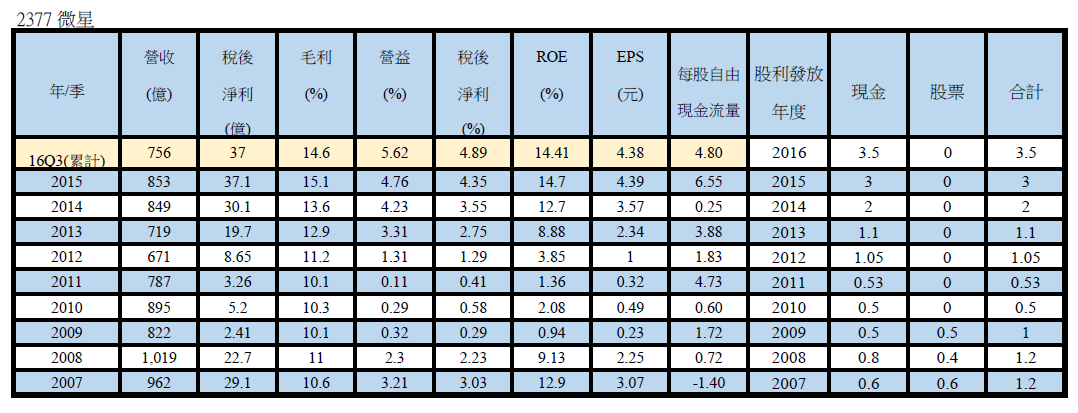 2377 微星
年/季 營收(億) 稅後淨利(億) 毛利(%) 營益(%) 稅後淨利(%) ROE(%) EPS(元) 每股自由現金流量 股利發放年度 現金 股票 合計
16Q3(累計) 756 37 14.6 5.62 4.89 14.41 4.38 4.80 2016 3.5 0 3.5
2015 853 37.1 15.1 4.76 4.35 14.7 4.39 6.55 2015 3 0 3
2014 849 30.1 13.6 4.23 3.55 12.7 3.57 0.25 2014 2 0 2
2013 719 19.7 12.9 3.31 2.75 8.88 2.34 3.88 2013 1.1 0 1.1
2012 671 8.65 11.2 1.31 1.29 3.85 1 1.83 2012 1.05 0 1.05
2011 787 3.26 10.1 0.11 0.41 1.36 0.32 4.73 2011 0.53 0 0.53
2010 895 5.2 10.3 0.29 0.58 2.08 0.49 0.60 2010 0.5 0 0.5
2009 822 2.41 10.1 0.32 0.29 0.94 0.23 1.72 2009 0.5 0.5 1
2008 1,019 22.7 11 2.3 2.23 9.13 2.25 0.72 2008 0.8 0.4 1.2
2007 962 29.1 10.6 3.21 3.03 12.9 3.07 -1.40 2007 0.6 0.6 1.2